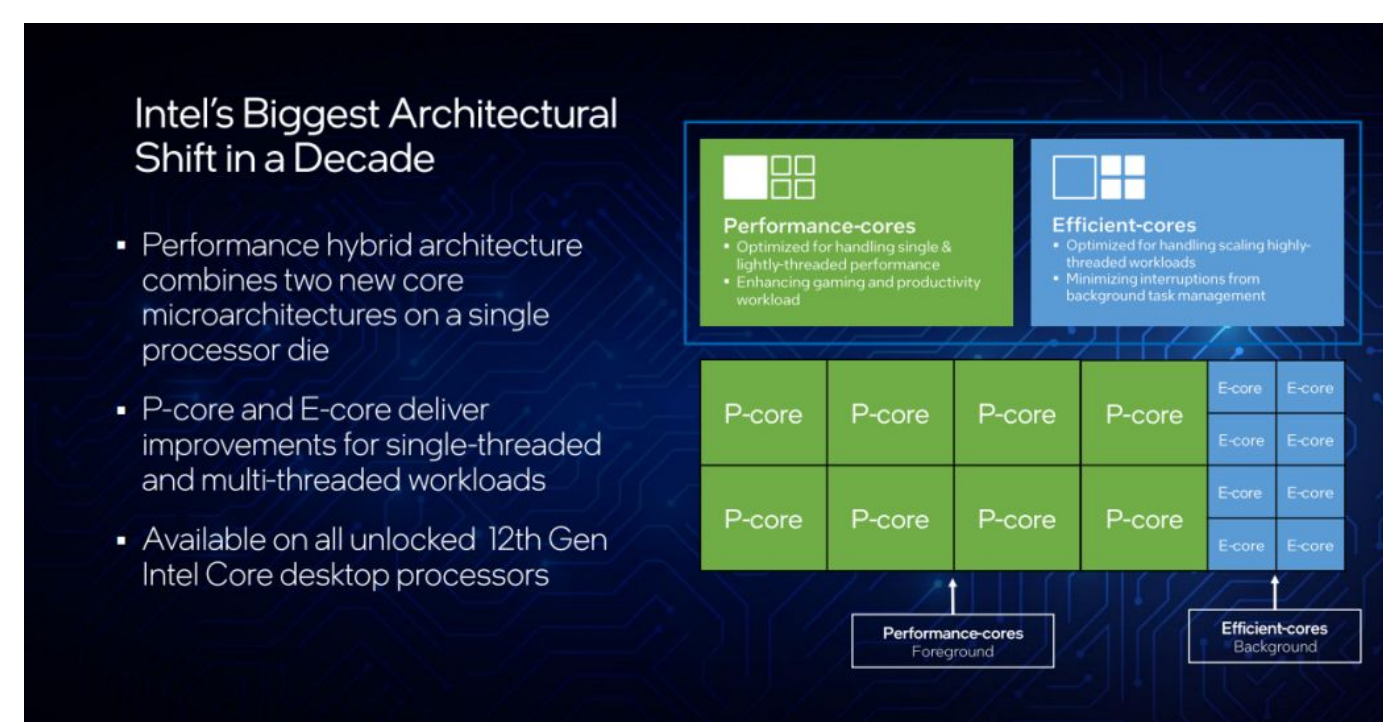 Intel's Biggest Architectural
Shift in a Decade
▪ Performance hybrid architecture
combines two new core
microarchitectures on a single
processor die
▪ P-core and E-core deliver
improvements for single-threaded
and multi-threaded workloads
▪ Available on all unlocked 12th Gen
Intel Core desktop processors
Performance-cores
▪ Optimized for handling single &
lightly-threaded performance
▪ Enhancing gaming and productivity
workload
Efficient-cores
▪ Optimized for handling scaling highly-
threaded workloads
▪ Minimizing interruptions from
background task management
P-core P-core P-core P-core E-core E-core
E-core E-core
P-core P-core P-core P-core E-core E-core
E-core E-core
Performance-cores
Foreground
Efficient-cores
Background